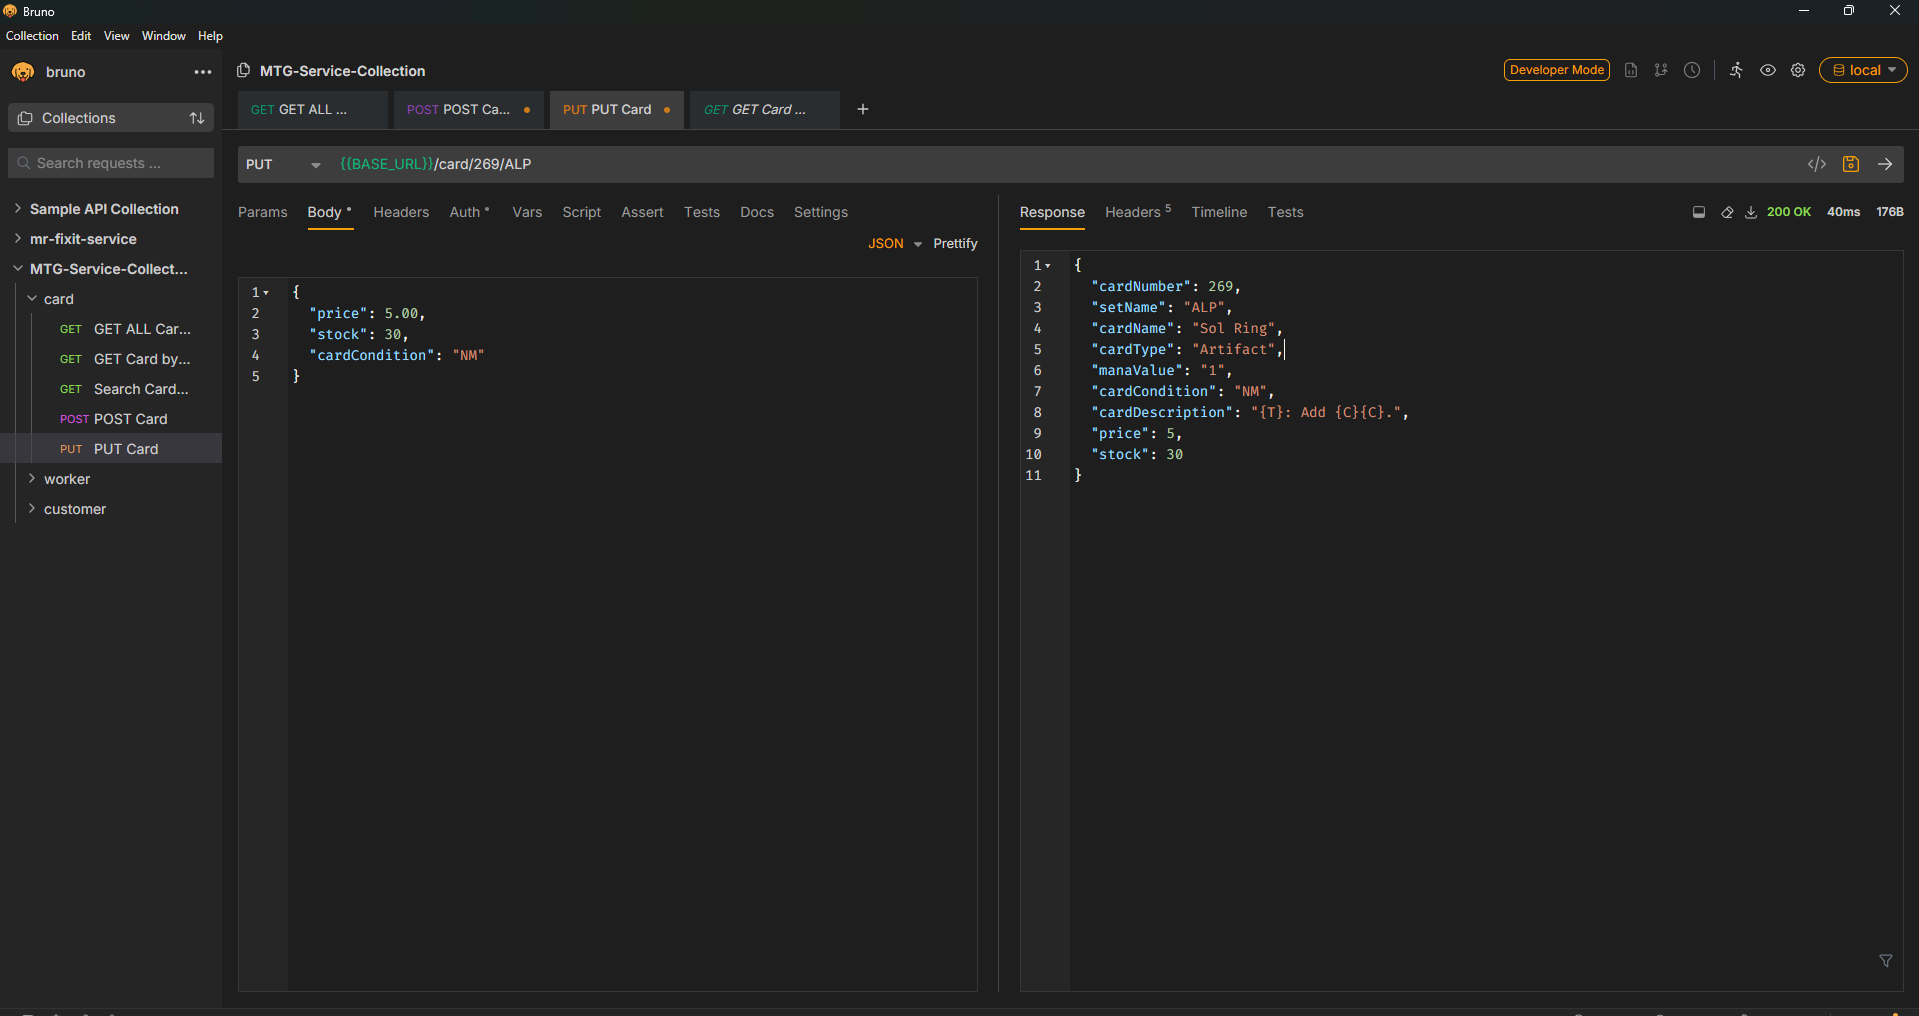 Bruno
Collection Edit View Window Help
bruno
MTG-Service-Collection
Developer Mode
local
Collections
GET GET ALL ...
POST POST Ca...
PUT PUT Card
GET GET Card ...
+
Search requests ...
PUT
{{BASE_URL}}/card/269/ALP
Sample API Collection
mr-fixit-service
MTG-Service-Collect...
card
GET GET ALL Car...
GET GET Card by...
GET Search Card...
POST POST Card
PUT PUT Card
worker
customer
Params Body Headers Auth Vars Script Assert Tests Docs Settings
JSON Prettify
1 {
2 "price": 5.00,
3 "stock": 30,
4 "cardCondition": "NM"
5 }
Response Headers 5 Timeline Tests
200 OK 40ms 176B
1 {
2 "cardNumber": 269,
3 "setName": "ALP",
4 "cardName": "Sol Ring",
5 "cardType": "Artifact",
6 "manaValue": "1",
7 "cardCondition": "NM",
8 "cardDescription": "{T}: Add {C}{C}.",
9 "price": 5,
10 "stock": 30
11 }